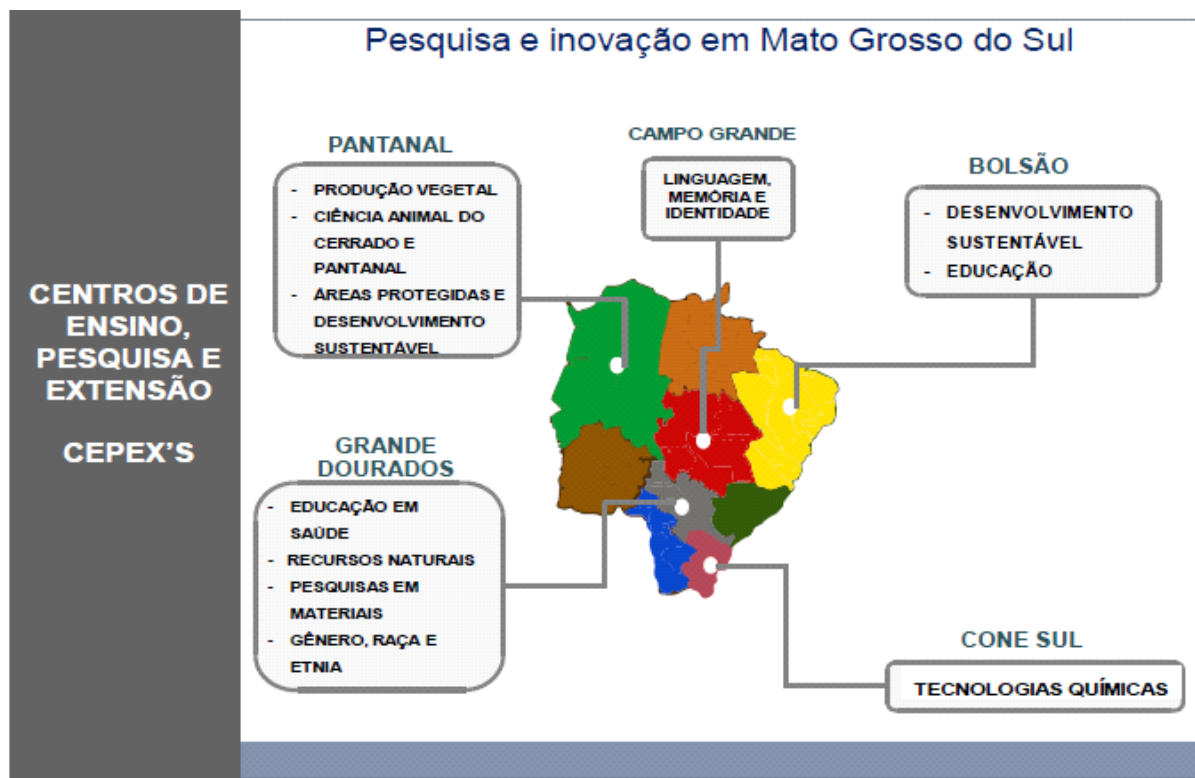 Pesquisa e inovação em Mato Grosso do Sul
CENTROS DE
ENSINO,
PESQUISA E
EXTENSÃO
CEPEX'S
PANTANAL
- PRODUÇÃO VEGETAL
- CIÊNCIA ANIMAL DO
CERRADO E
PANTANAL
- ÁREAS PROTEGIDAS E
DESENVOLVIMENTO
SUSTENTÁVEL
CAMPO GRANDE
LINGUAGEM,
MEMÓRIA E
IDENTIDADE
BOLSÃO
- DESENVOLVIMENTO
SUSTENTÁVEL
- EDUCAÇÃO
GRANDE
DOURADOS
- EDUCAÇÃO EM
SAÚDE
- RECURSOS NATURAIS
- PESQUISAS EM
MATERIAIS
- GÊNERO, RAÇA E
ETNIA
CONE SUL
TECNOLOGIAS QUÍMICAS